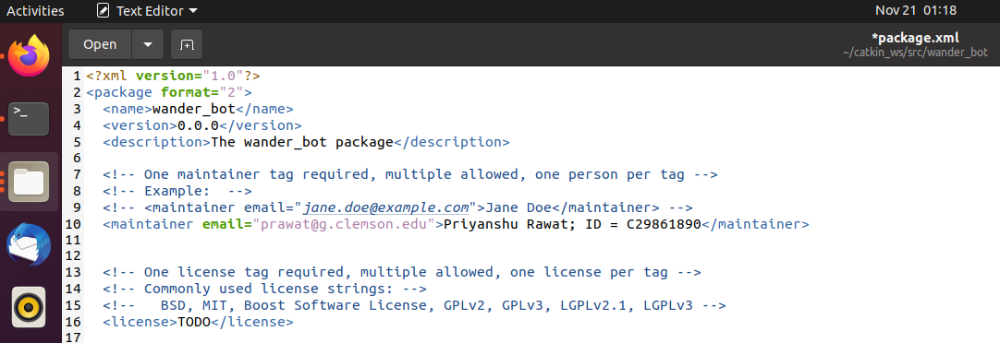 Activities Text Editor Nov 21 01:18
Open *package.xml
~/catkin_ws/src/wander_bot
1 <?xml version="1.0"?>
2 <package format="2">
3 <name>wander_bot</name>
4 <version>0.0.0</version>
5 <description>The wander_bot package</description>
6
7 <!-- One maintainer tag required, multiple allowed, one person per tag -->
8 <!-- Example:  -->
9 <!-- <maintainer email="jane.doe@example.com">Jane Doe</maintainer> -->
10 <maintainer email="prawat@g.clemson.edu">Priyanshu Rawat; ID = C29861890</maintainer>
11
12
13 <!-- One license tag required, multiple allowed, one license per tag -->
14 <!-- Commonly used license strings: -->
15 <!--   BSD, MIT, Boost Software License, GPLv2, GPLv3, LGPLv2.1, LGPLv3 -->
16 <license>TODO</license>
17